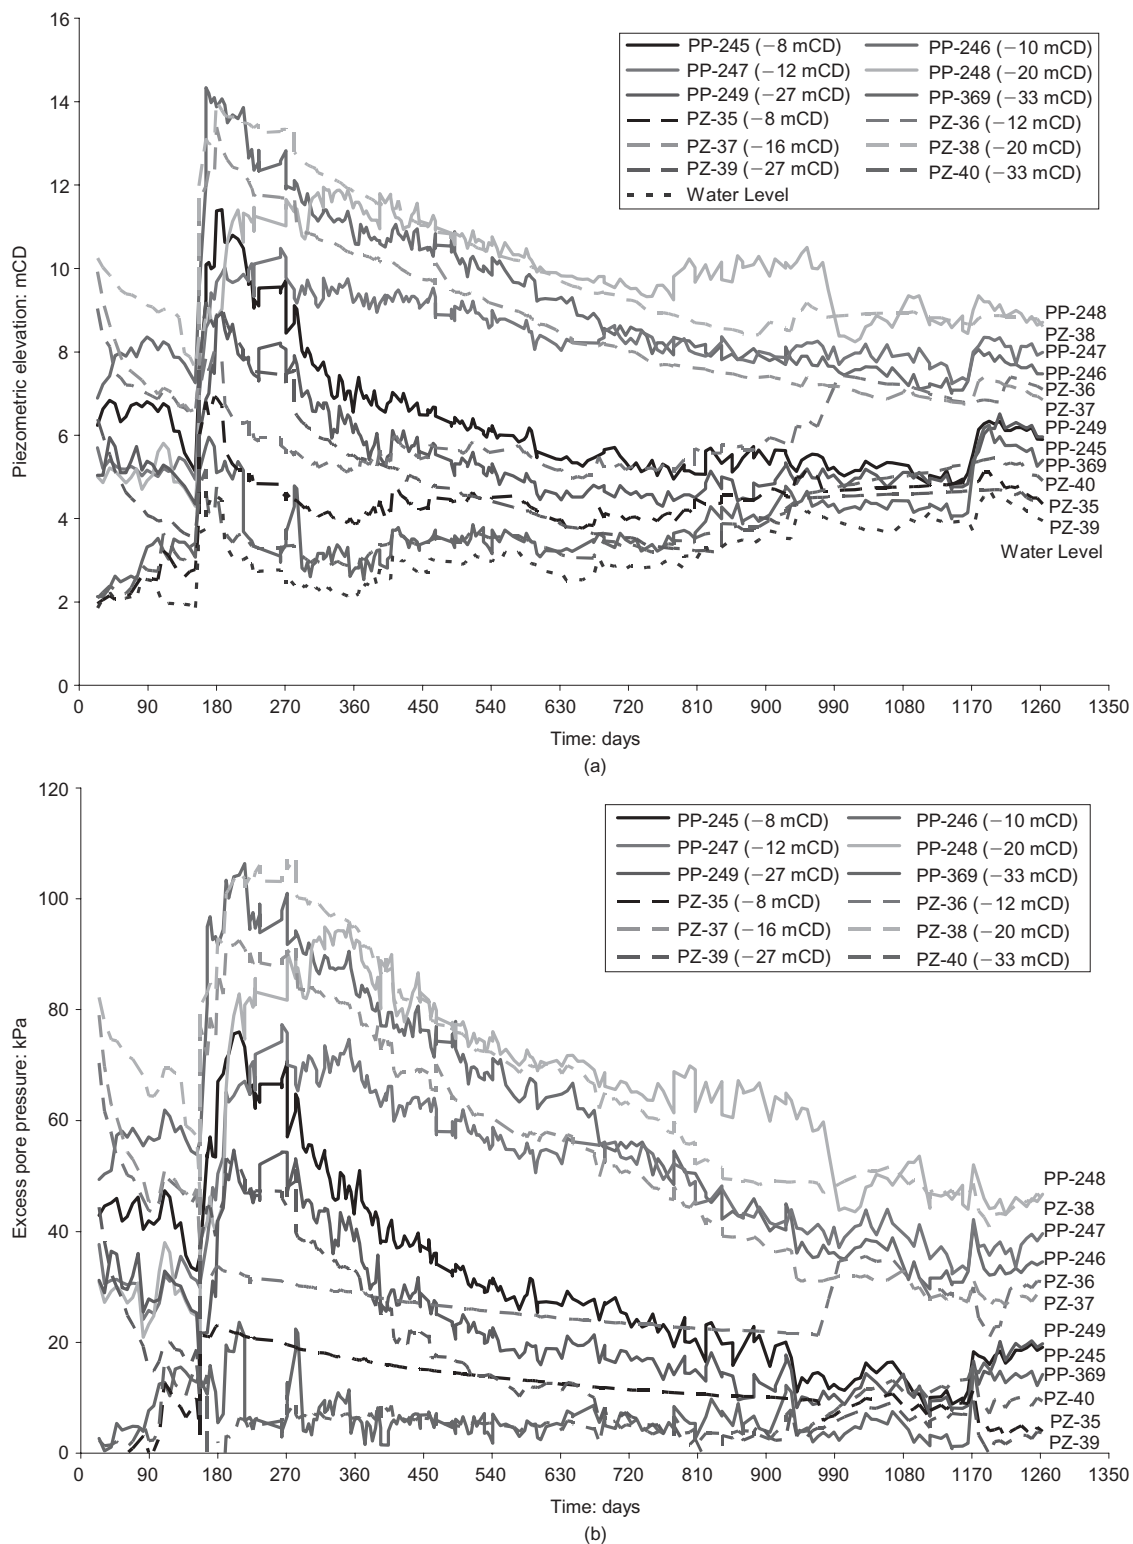 16
14
12
10
8
6
4
2
0
Piezometric elevation: mCD
PP-245 (−8 mCD) PP-246 (−10 mCD)
PP-247 (−12 mCD) PP-248 (−20 mCD)
PP-249 (−27 mCD) PP-369 (−33 mCD)
PZ-35 (−8 mCD) PZ-36 (−12 mCD)
PZ-37 (−16 mCD) PZ-38 (−20 mCD)
PZ-39 (−27 mCD) PZ-40 (−33 mCD)
Water Level
PP-248
PZ-38
PP-247
PP-246
PZ-36
PZ-37
PP-249
PP-245
PP-369
PZ-40
PZ-35
PZ-39
Water Level
0 90 180 270 360 450 540 630 720 810 900 990 1080 1170 1260 1350
Time: days
(a)
120
100
80
60
40
20
0
Excess pore pressure: kPa
PP-245 (−8 mCD) PP-246 (−10 mCD)
PP-247 (−12 mCD) PP-248 (−20 mCD)
PP-249 (−27 mCD) PP-369 (−33 mCD)
PZ-35 (−8 mCD) PZ-36 (−12 mCD)
PZ-37 (−16 mCD) PZ-38 (−20 mCD)
PZ-39 (−27 mCD) PZ-40 (−33 mCD)
PP-248
PZ-38
PP-247
PP-246
PZ-36
PZ-37
PP-249
PP-245
PP-369
PZ-40
PZ-35
PZ-39
0 90 180 270 360 450 540 630 720 810 900 990 1080 1170 1260 1350
Time: days
(b)